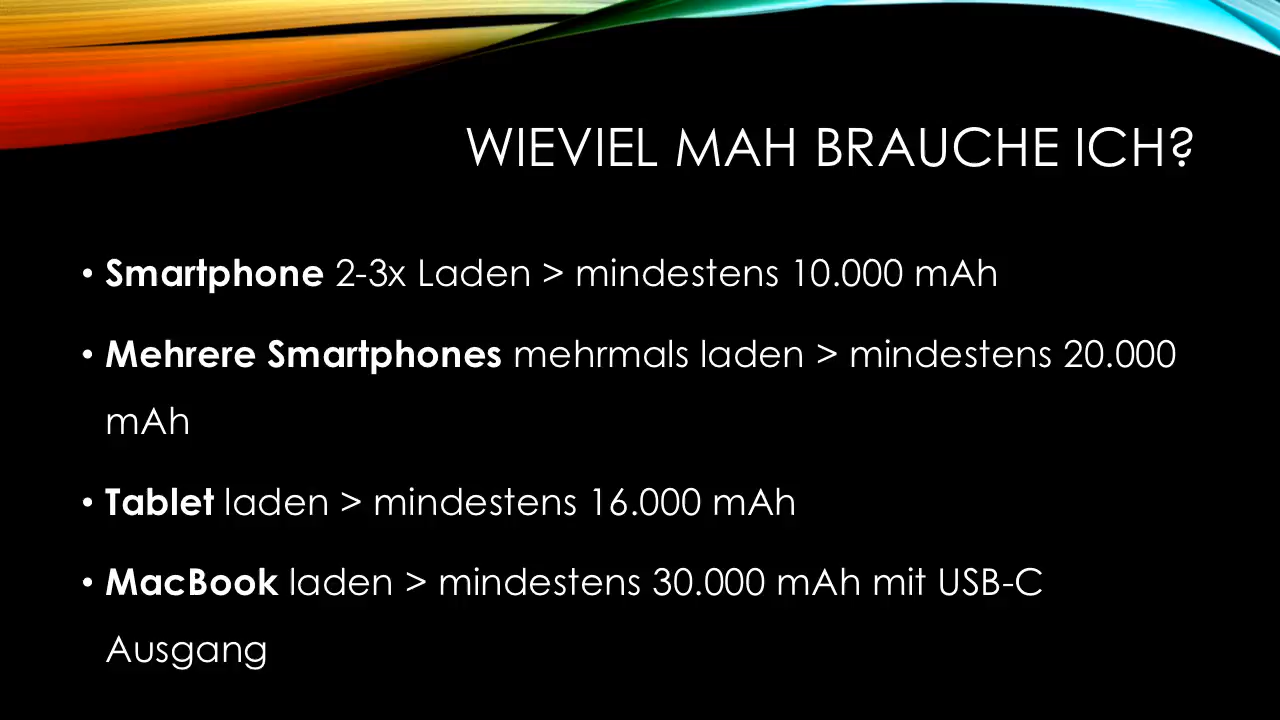 WIEVIEL MAH BRAUCHE ICH?
• Smartphone 2-3x Laden > mindestens 10.000 mAh
• Mehrere Smartphones mehrmals laden > mindestens 20.000
mAh
• Tablet laden > mindestens 16.000 mAh
• MacBook laden > mindestens 30.000 mAh mit USB-C
Ausgang